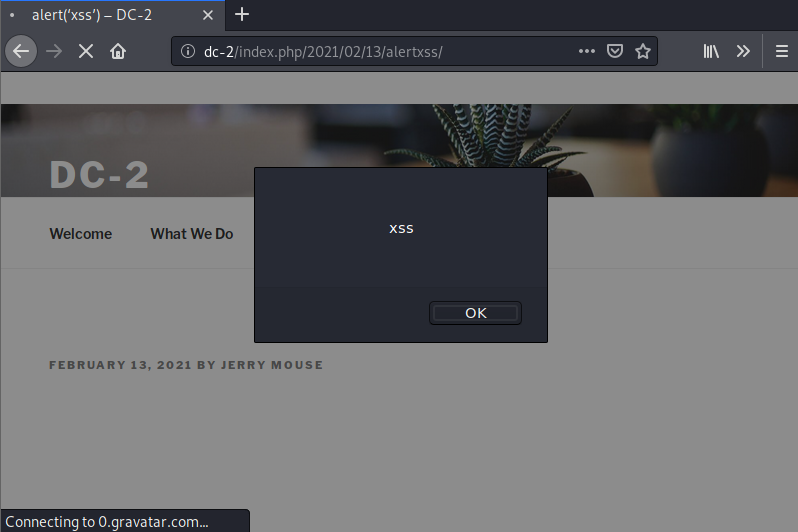 alert(‘xss’) – DC-2
dc-2/index.php/2021/02/13/alertxss/
DC-2
xss
Welcome What We Do
OK
FEBRUARY 13, 2021 BY JERRY MOUSE
Connecting to 0.gravatar.com…